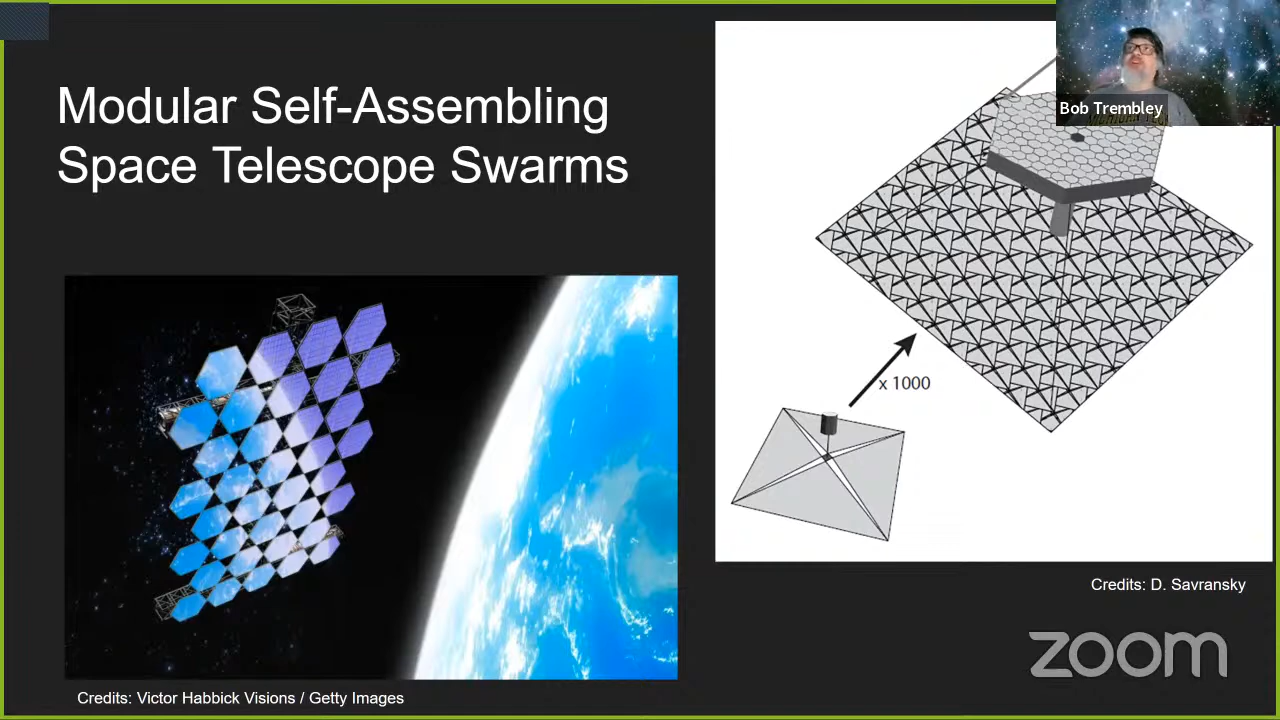 Modular Self-Assembling
Space Telescope Swarms
Bob Trembley
x 1000
Credits: D. Savransky
zoom
Credits: Victor Habbick Visions / Getty Images